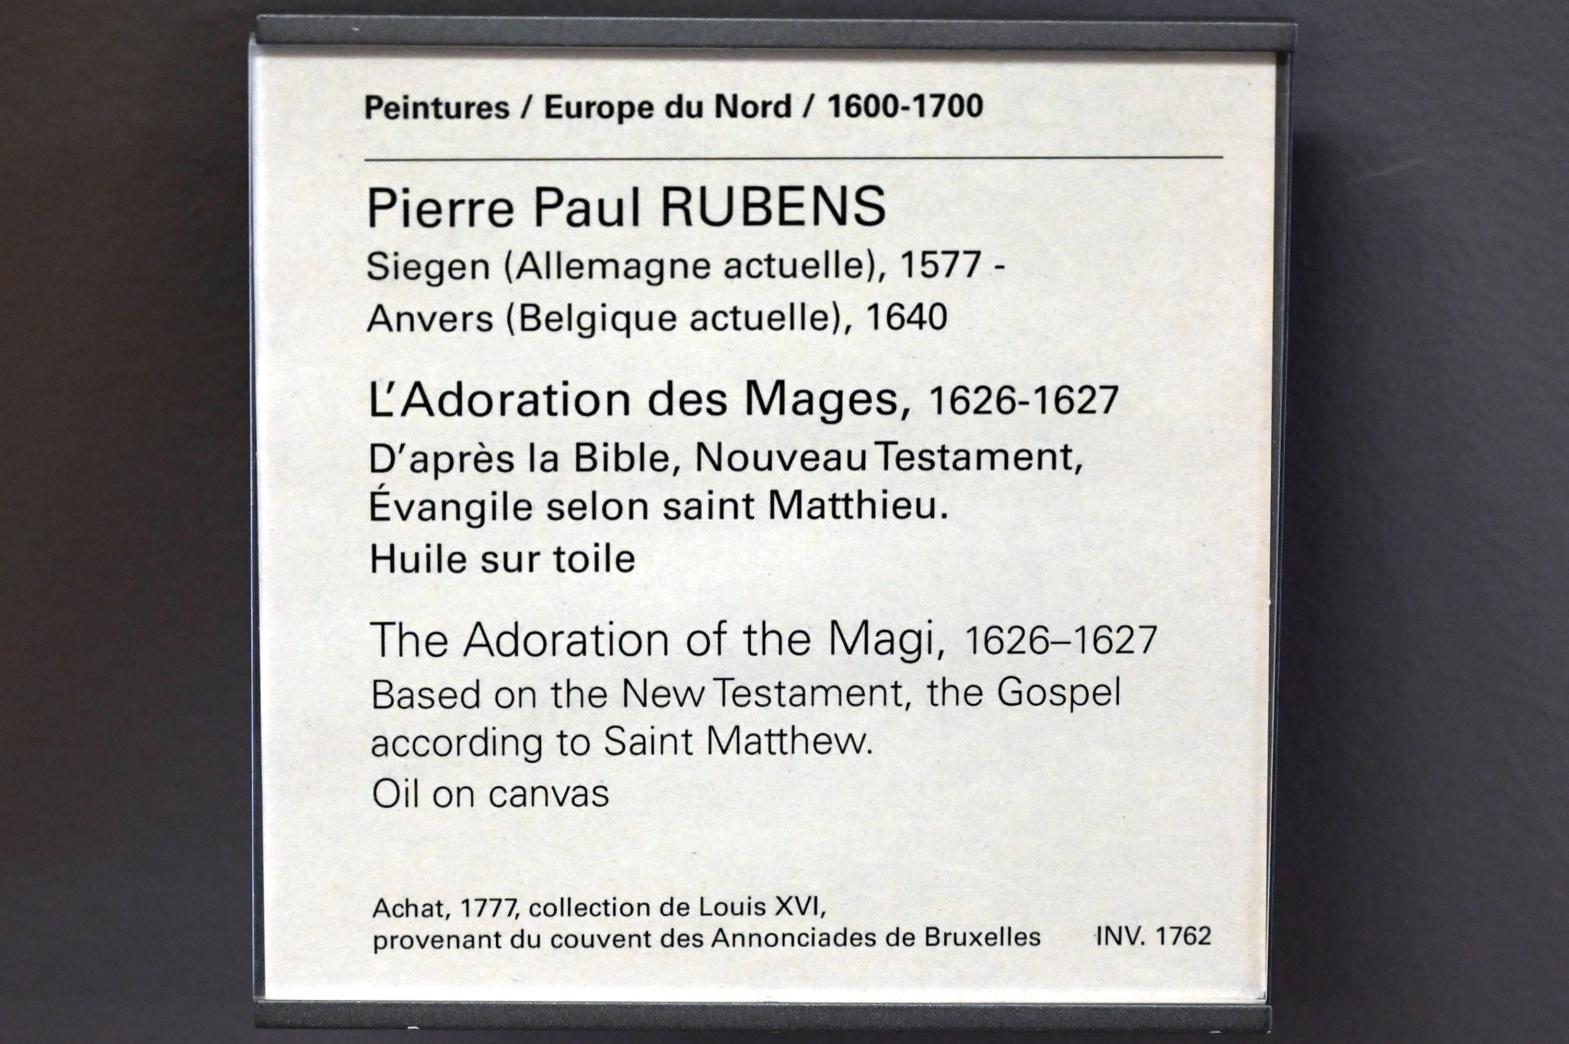 Peintures / Europe du Nord / 1600-1700
Pierre Paul RUBENS
Siegen (Allemagne actuelle), 1577 -
Anvers (Belgique actuelle), 1640
L’Adoration des Mages, 1626-1627
D’après la Bible, Nouveau Testament,
Évangile selon saint Matthieu.
Huile sur toile
The Adoration of the Magi, 1626–1627
Based on the New Testament, the Gospel
according to Saint Matthew.
Oil on canvas
Achat, 1777, collection de Louis XVI,
provenant du couvent des Annonciades de Bruxelles INV. 1762